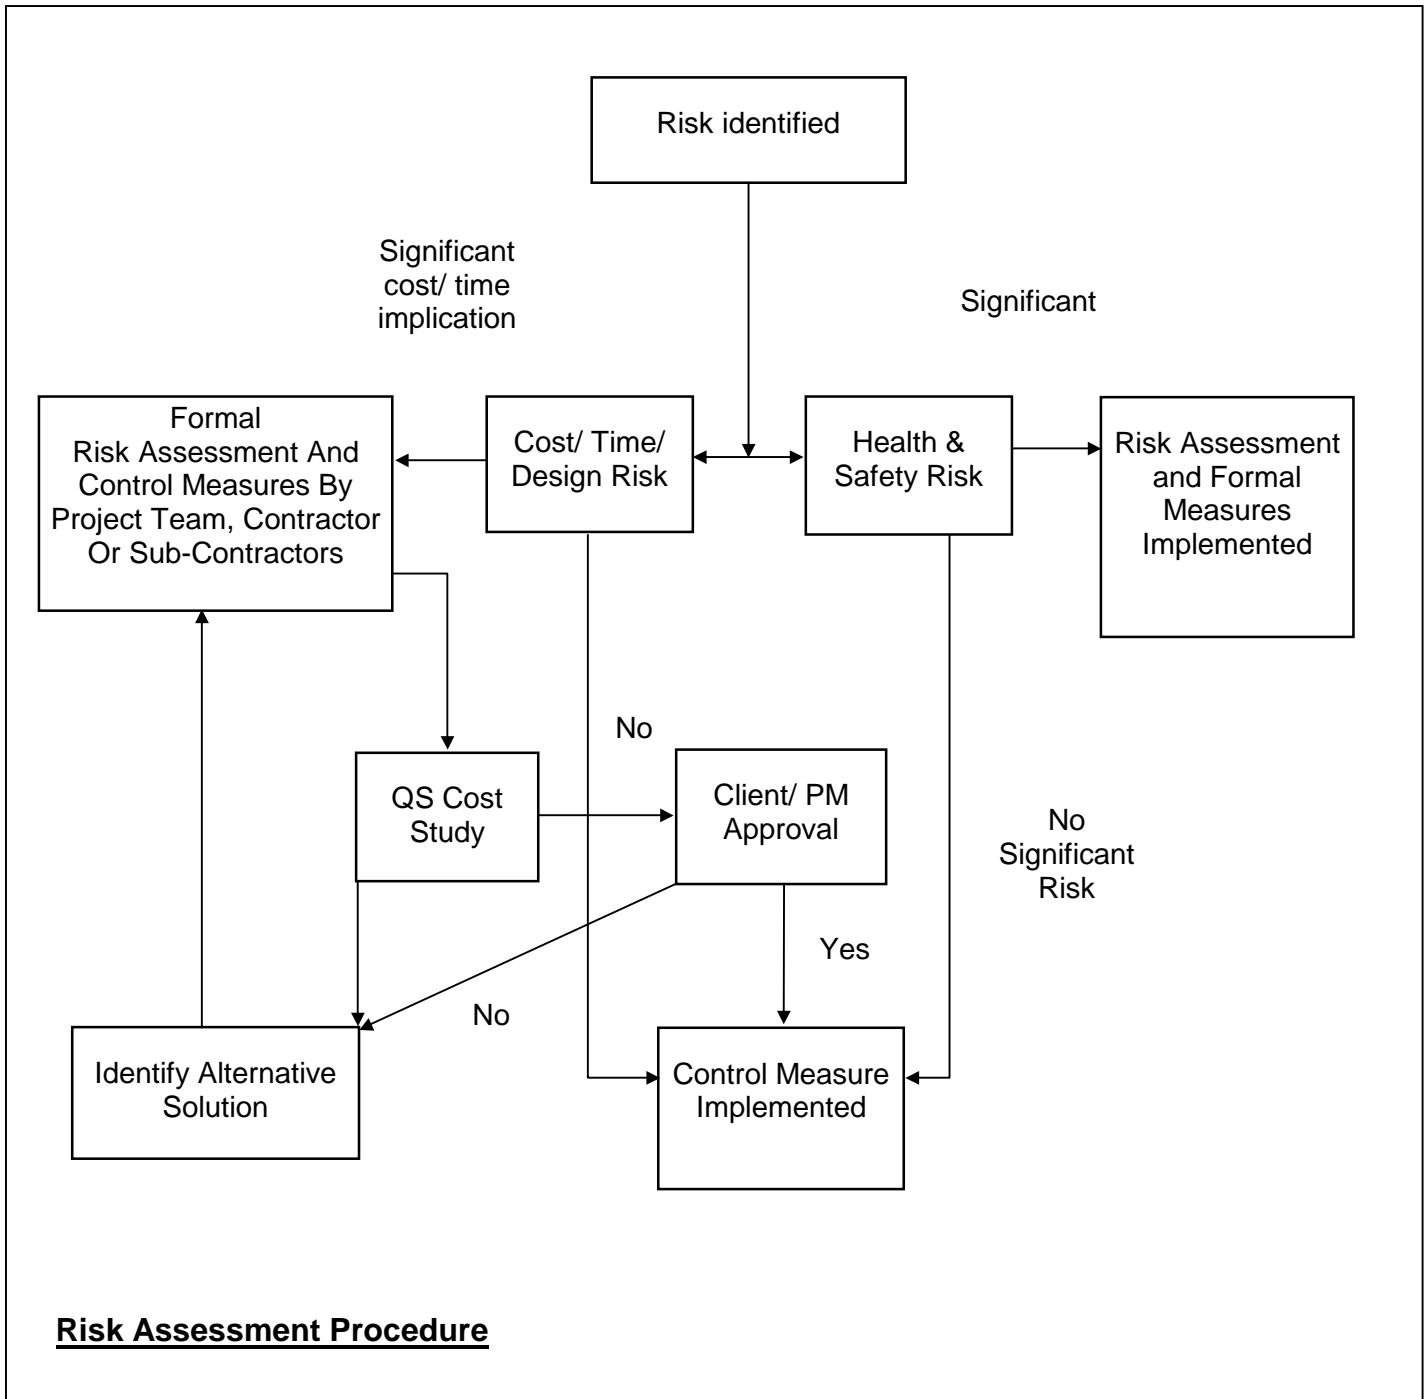 Risk identified
Significant
cost/ time
implication
Significant
Formal
Risk Assessment And
Control Measures By
Project Team, Contractor
Or Sub-Contractors
Cost/ Time/
Design Risk
Health &
Safety Risk
Risk Assessment
and Formal
Measures
Implemented
No
QS Cost
Study
Client/ PM
Approval
No
Significant
Risk
Yes
No
Identify Alternative
Solution
Control Measure
Implemented
Risk Assessment Procedure